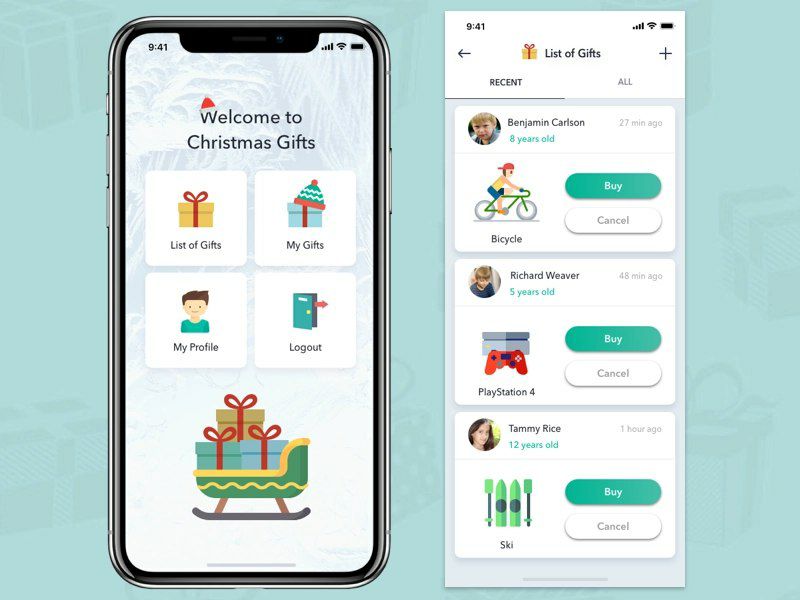 9:41
Welcome to
Christmas Gifts
List of Gifts
My Gifts
My Profile
Logout
9:41
List of Gifts
RECENT
ALL
Benjamin Carlson
27 min ago
8 years old
Buy
Cancel
Bicycle
Richard Weaver
48 min ago
5 years old
Buy
Cancel
PlayStation 4
Tammy Rice
1 hour ago
12 years old
Buy
Cancel
Ski